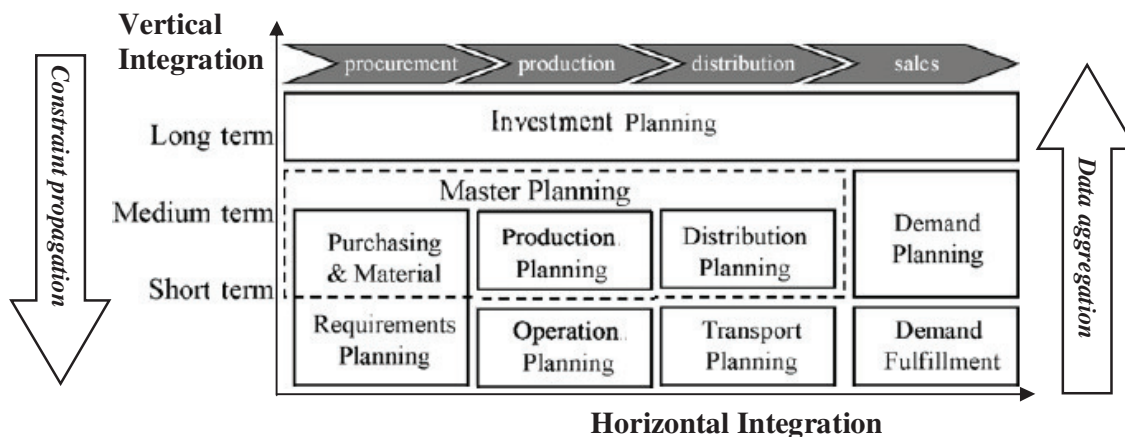 Vertical
Integration
procurement production distribution sales
Constraint propagation
Long term
Investment Planning
Data aggregation
Master Planning
Medium term
Purchasing
& Material
Requirements
Planning
Production
Planning
Distribution
Planning
Demand
Planning
Short term
Operation
Planning
Transport
Planning
Demand
Fulfillment
Horizontal Integration